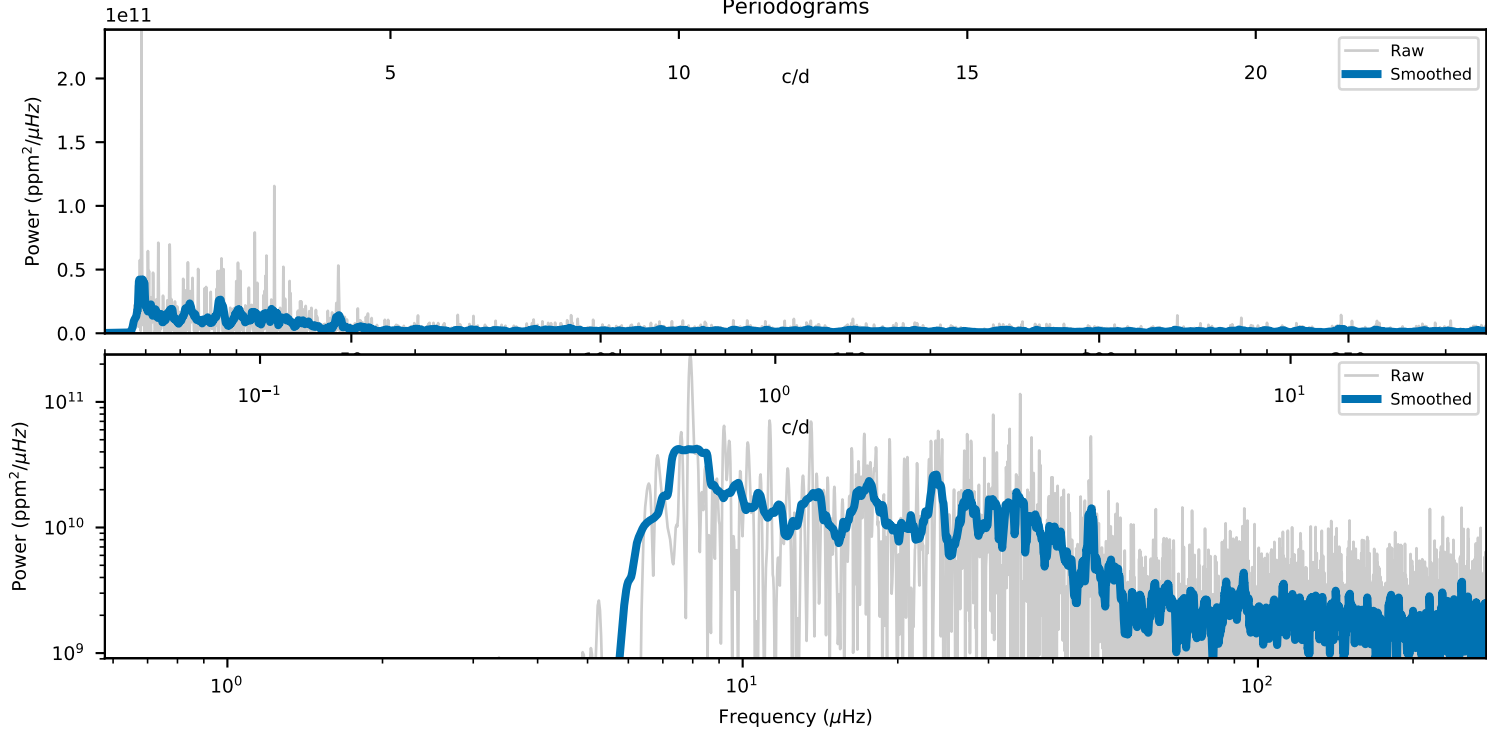 Periodograms
1e11
Raw
Smoothed
5 10 15 20
c/d
2.0
1.5
1.0
0.5
0.0
Power (ppm²/μHz)
Raw
Smoothed
10⁻¹ 10⁰ 10¹
c/d
10¹¹
10¹⁰
10⁹
Power (ppm²/μHz)
10⁰ 10¹ 10²
Frequency (μHz)